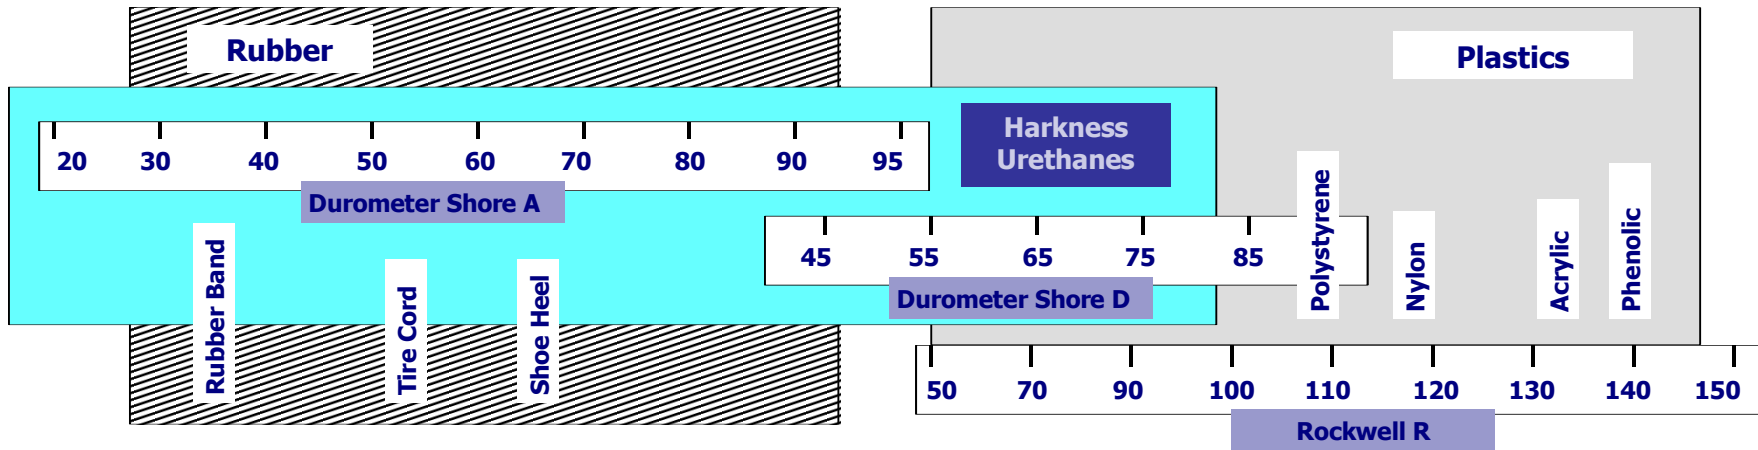 Rubber
Plastics
Harkness
Urethanes
20 30 40 50 60 70 80 90 95
Durometer Shore A
45 55 65 75 85
Durometer Shore D
Rubber Band
Tire Cord
Shoe Heel
Polystyrene
Nylon
Acrylic
Phenolic
50 70 90 100 110 120 130 140 150
Rockwell R